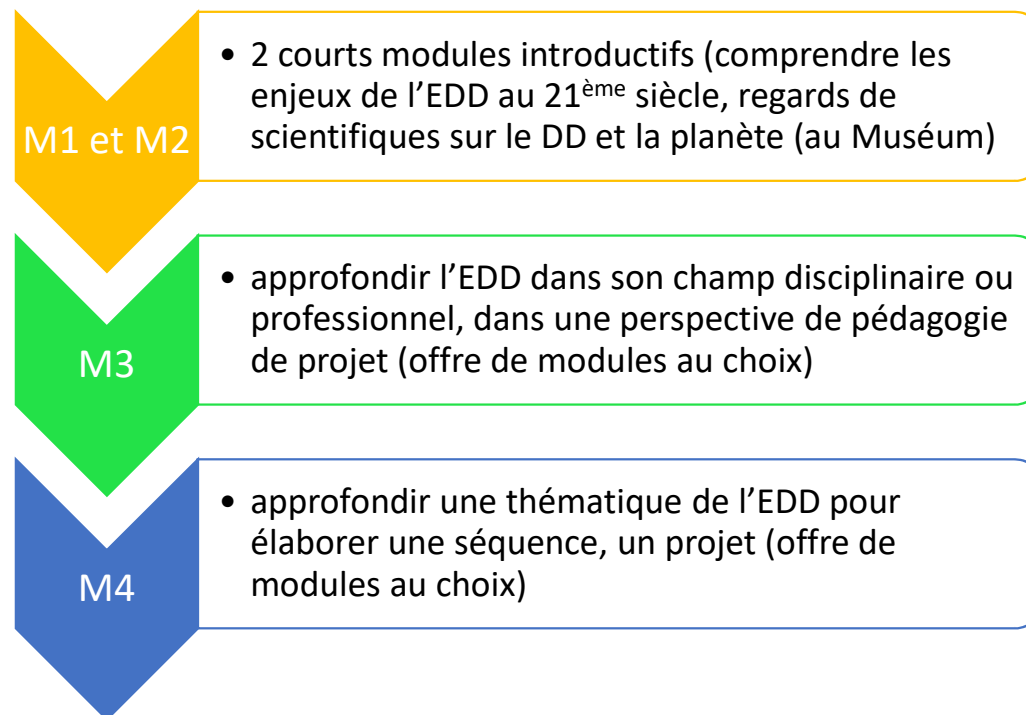 M1 et M2
• 2 courts modules introductifs (comprendre les
enjeux de l’EDD au 21ème siècle, regards de
scientifiques sur le DD et la planète (au Muséum)
M3
• approfondir l’EDD dans son champ disciplinaire ou
professionnel, dans une perspective de pédagogie
de projet (offre de modules au choix)
M4
• approfondir une thématique de l’EDD pour
élaborer une séquence, un projet (offre de
modules au choix)